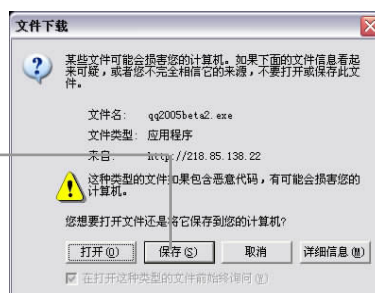 文件下载
某些文件可能会损害您的计算机。如果下面的文件信息看起
来可疑，或者您不完全相信它的来源，不要打开或保存此文
件。
文件名: qq2005beta2.exe
文件类型: 应用程序
来自: http://218.85.138.22
这种类型的文件如果包含恶意代码，有可能会损害您的
计算机。
您想要打开文件还是将它保存到您的计算机?
打开(O) 保存(S) 取消 详细信息(M)
在打开这种类型的文件前始终询问(W)